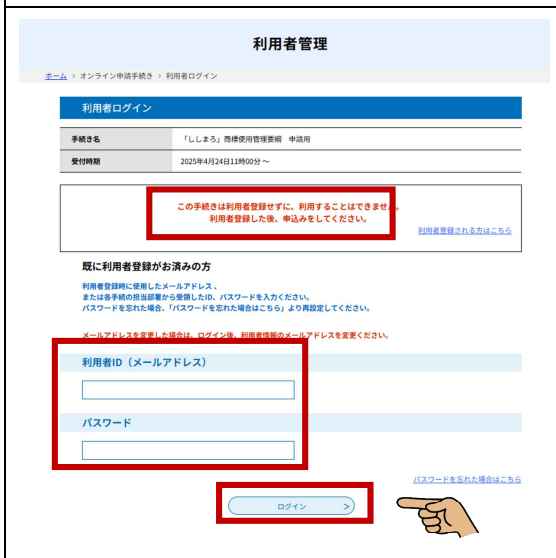 利用者管理
ホーム > オンライン申請手続き > 利用者ログイン
利用者ログイン
手続き名 「ししまろ」商標使用管理要綱 申請用
受付時期 2025年4月24日11時00分～
この手続きは利用者登録せずに、利用することはできません。
利用者登録した後、申込みをしてください。
利用者登録される方はこちら
既に利用者登録がお済みの方
利用者登録時に使用したメールアドレス、
または各手続の担当部署から受領したID、パスワードを入力ください。
パスワードを忘れた場合、「パスワードを忘れた場合はこちら」より再設定してください。
メールアドレスを変更した場合は、ログイン後、利用者情報のメールアドレスを変更ください。
利用者ID（メールアドレス）
パスワード
パスワードを忘れた場合はこちら
ログイン >